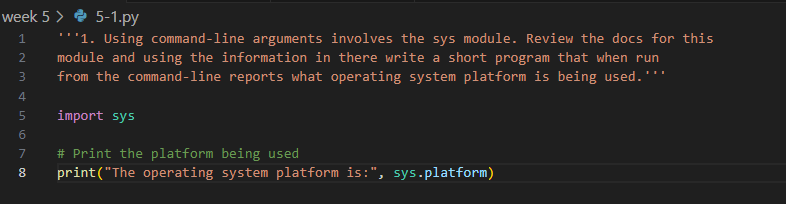 week 5 > 5-1.py
1 '''1. Using command-line arguments involves the sys module. Review the docs for this
2 module and using the information in there write a short program that when run
3 from the command-line reports what operating system platform is being used.'''
4
5 import sys
6
7 # Print the platform being used
8 print("The operating system platform is:", sys.platform)